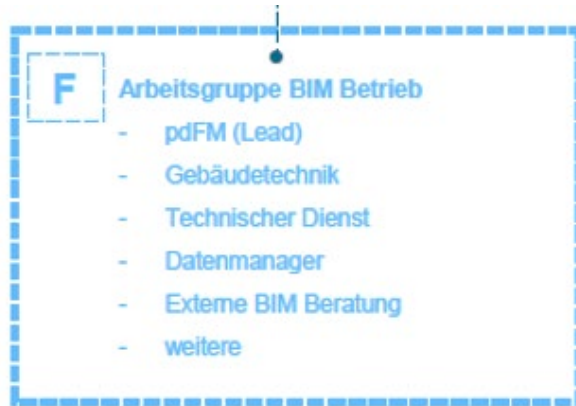 F
Arbeitsgruppe BIM Betrieb
- pdFM (Lead)
- Gebäudetechnik
- Technischer Dienst
- Datenmanager
- Externe BIM Beratung
- weitere